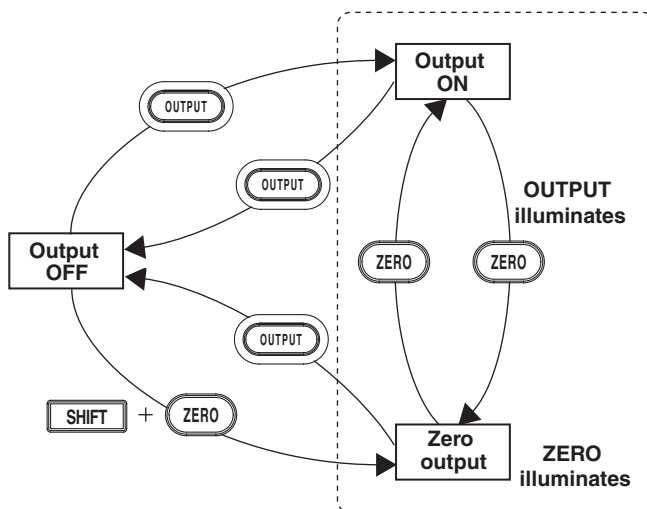 Output
ON
OUTPUT
OUTPUT
OUTPUT
illuminates
Output
OFF
ZERO
ZERO
OUTPUT
SHIFT + ZERO
Zero
output
ZERO
illuminates